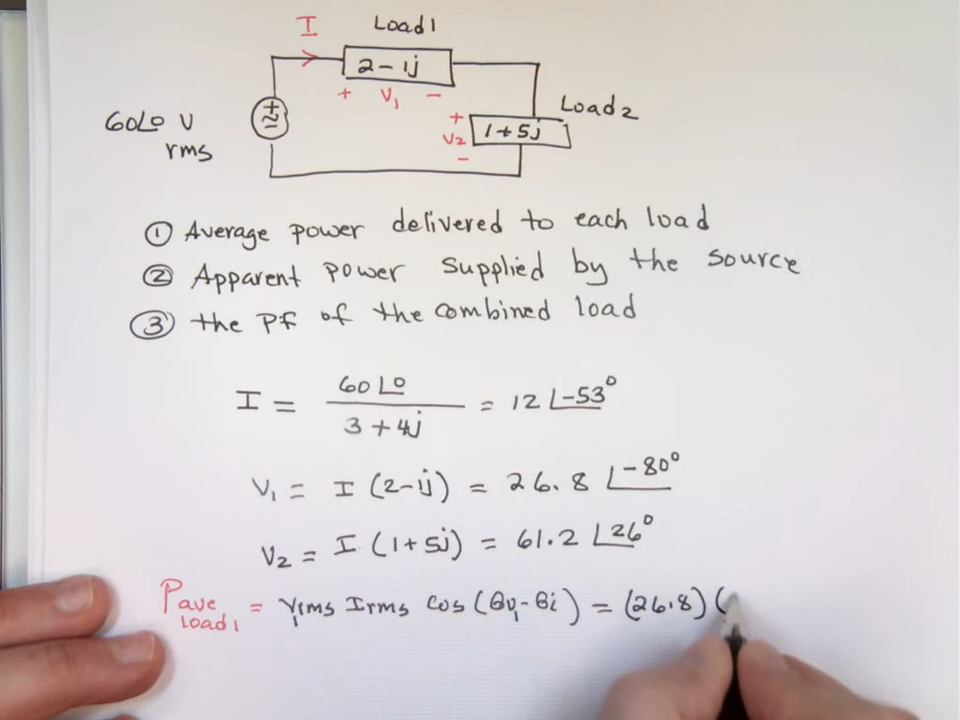 I Load1
2-1j
+ V1 -
60∠0 V
rms
Load2
+
V2
-
1+5j
① Average power delivered to each load
② Apparent power supplied by the source
③ the pf of the combined load
I = 60∠0 / 3+4j = 12∠-53°
V1 = I (2-1j) = 26.8 ∠-80°
V2 = I (1+5j) = 61.2 ∠26°
Pave load1 = V1rms Irms cos(θv1-θi) = (26.8)(